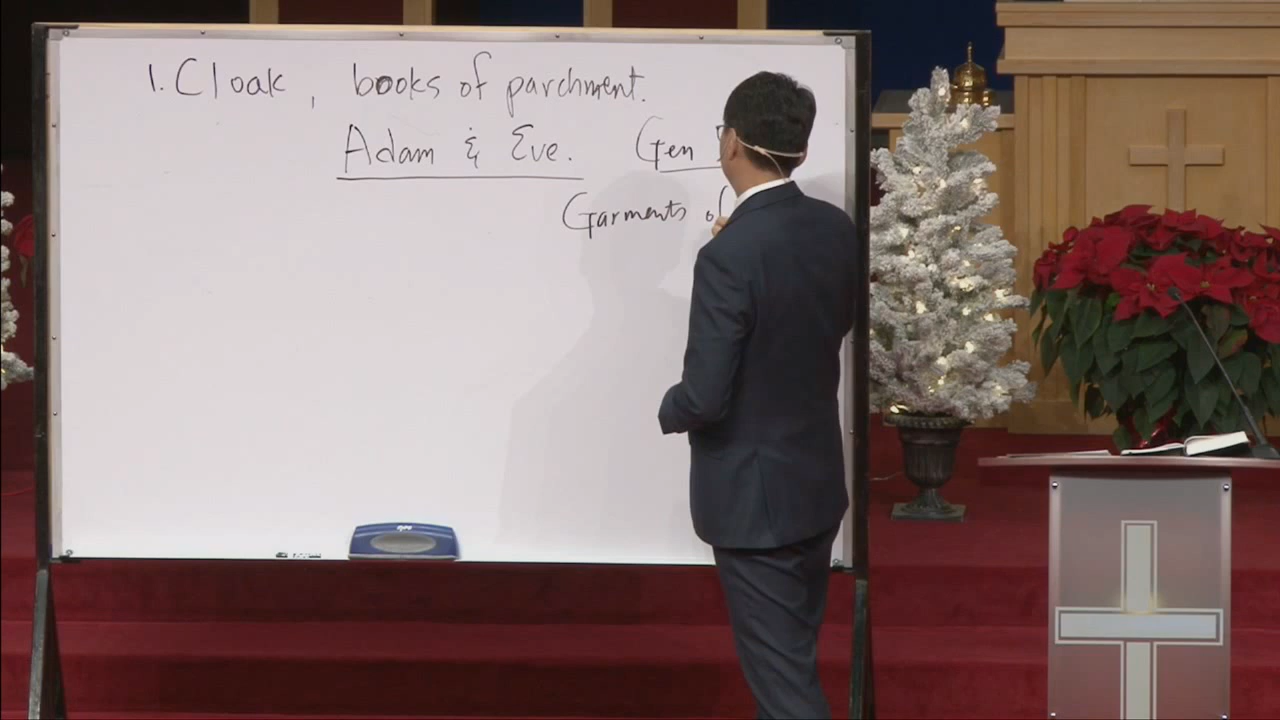 1. Cloak, books of parchment.
Adam & Eve. Gen
Garments of